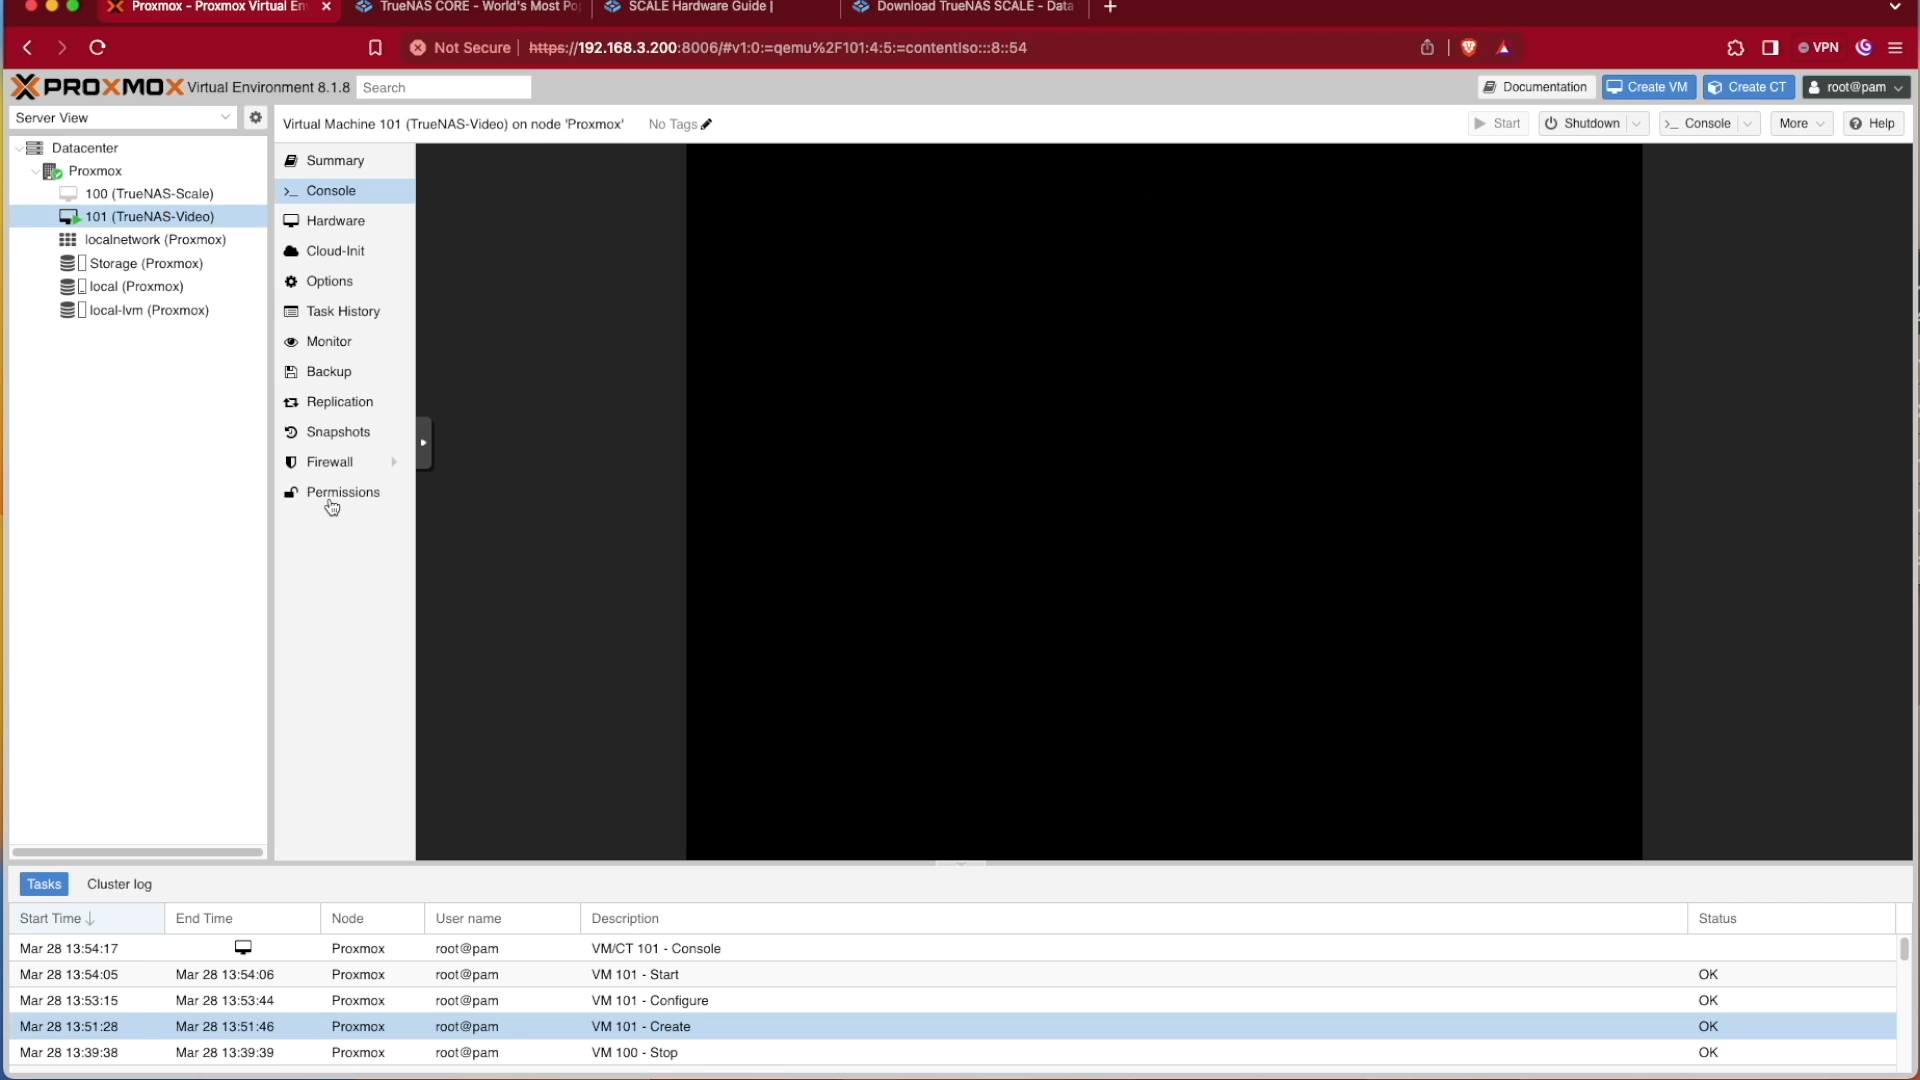 Proxmox - Proxmox Virtual En
TrueNAS CORE - World's Most Po
SCALE Hardware Guide |
Download TrueNAS SCALE - Data
Not Secure
https://192.168.3.200:8006/#v1:0:=qemu%2F101:4:5:=contentIso:::8::54
VPN
PROXMOX Virtual Environment 8.1.8
Search
Documentation
Create VM
Create CT
root@pam
Server View
Virtual Machine 101 (TrueNAS-Video) on node 'Proxmox'
No Tags
Start
Shutdown
Console
More
Help
Datacenter
Proxmox
100 (TrueNAS-Scale)
101 (TrueNAS-Video)
localnetwork (Proxmox)
Storage (Proxmox)
local (Proxmox)
local-lvm (Proxmox)
Summary
Console
Hardware
Cloud-Init
Options
Task History
Monitor
Backup
Replication
Snapshots
Firewall
Permissions
Tasks
Cluster log
Start Time End Time Node User name Description Status
Mar 28 13:54:17 Proxmox root@pam VM/CT 101 - Console
Mar 28 13:54:05 Mar 28 13:54:06 Proxmox root@pam VM 101 - Start OK
Mar 28 13:53:15 Mar 28 13:53:44 Proxmox root@pam VM 101 - Configure OK
Mar 28 13:51:28 Mar 28 13:51:46 Proxmox root@pam VM 101 - Create OK
Mar 28 13:39:38 Mar 28 13:39:39 Proxmox root@pam VM 100 - Stop OK